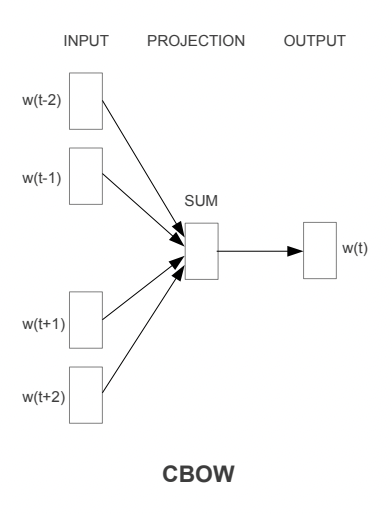 INPUT PROJECTION OUTPUT
w(t-2)
w(t-1)
SUM
w(t)
w(t+1)
w(t+2)
CBOW